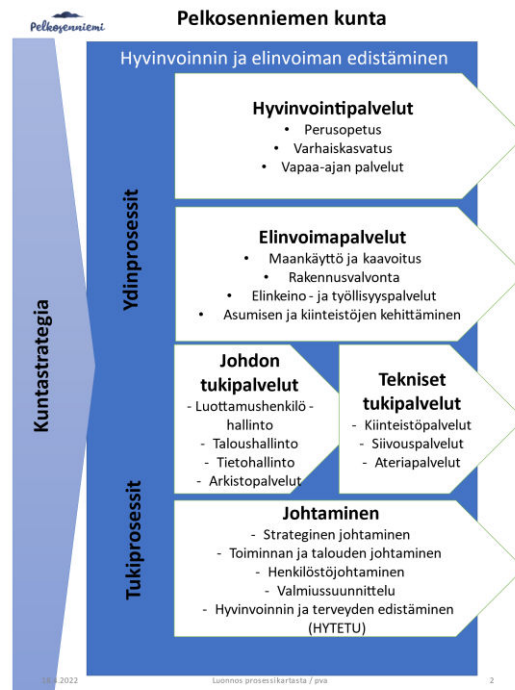 Pelkosenniemi
Pelkosenniemen kunta
Hyvinvoinnin ja elinvoiman edistäminen
Kuntastrategia
Ydinprosessit
Hyvinvointipalvelut
• Perusopetus
• Varhaiskasvatus
• Vapaa-ajan palvelut
Elinvoimapalvelut
• Maankäyttö ja kaavoitus
• Rakennusvalvonta
• Elinkeino - ja työllisyyspalvelut
• Asumisen ja kiinteistöjen kehittäminen
Tukiprosessit
Johdon
tukipalvelut
- Luottamushenkilö -
hallinto
- Taloushallinto
- Tietohallinto
- Arkistopalvelut
Tekniset
tukipalvelut
- Kiinteistöpalvelut
- Siivouspalvelut
- Ateriapalvelut
Johtaminen
- Strateginen johtaminen
- Toiminnan ja talouden johtaminen
- Henkilöstöjohtaminen
- Valmiussuunnittelu
- Hyvinvoinnin ja terveyden edistäminen
(HYTETU)
Luonnos prosessikartasta / pva
2